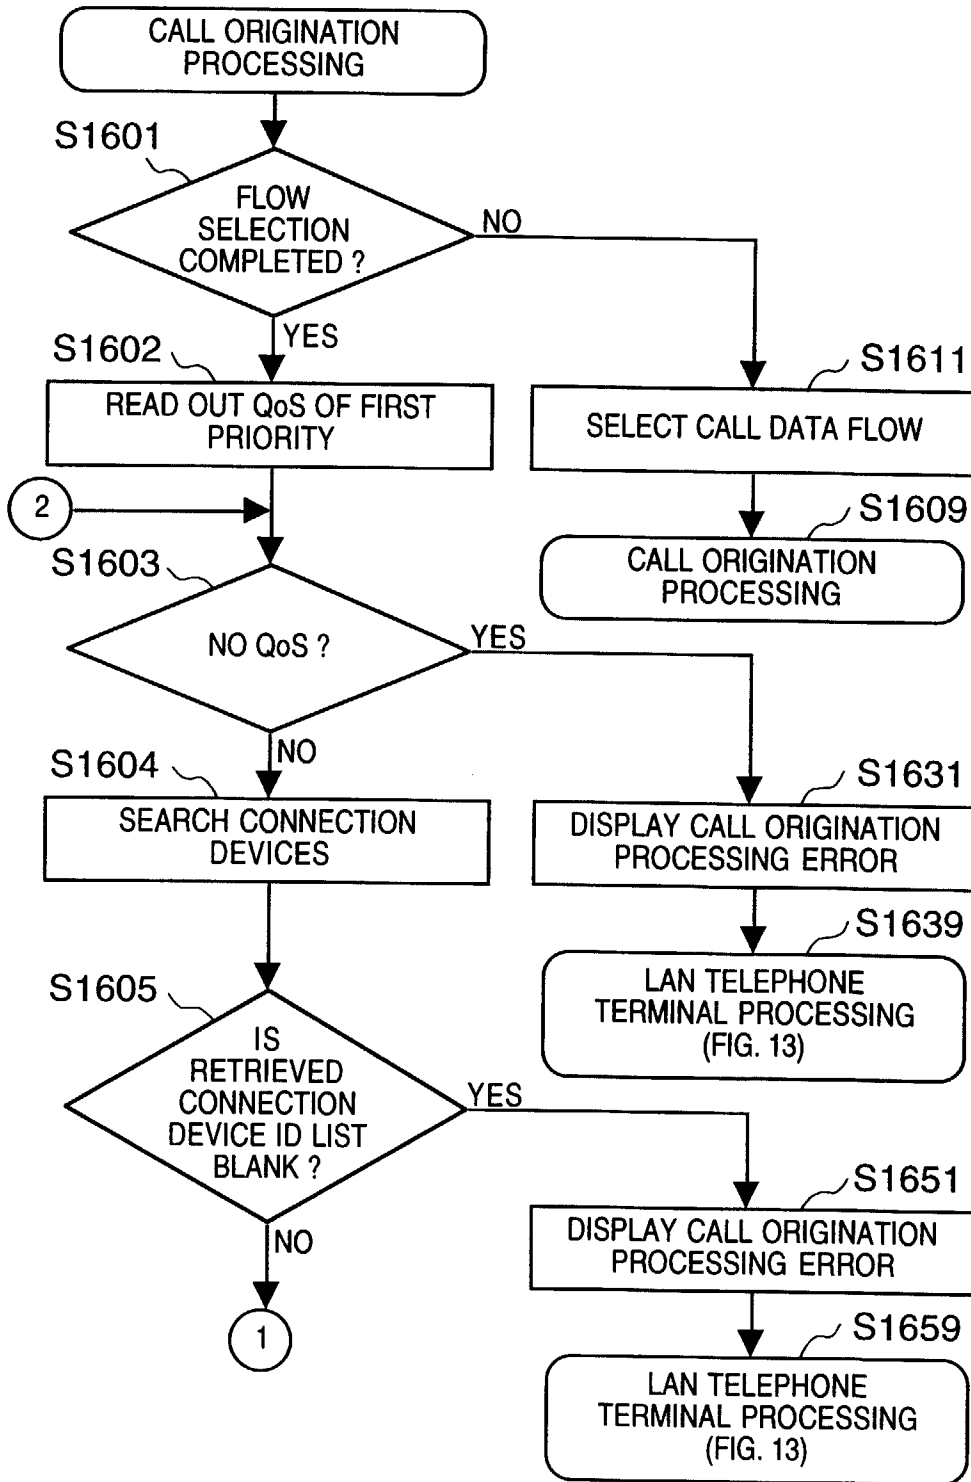 CALL ORIGINATION
PROCESSING
S1601
FLOW
SELECTION
COMPLETED ?
NO
YES
S1602
READ OUT QoS OF FIRST
PRIORITY
S1611
SELECT CALL DATA FLOW
2
S1609
CALL ORIGINATION
PROCESSING
S1603
NO QoS ?
YES
NO
S1604
SEARCH CONNECTION
DEVICES
S1631
DISPLAY CALL ORIGINATION
PROCESSING ERROR
S1639
LAN TELEPHONE
TERMINAL PROCESSING
(FIG. 13)
S1605
IS
RETRIEVED
CONNECTION
DEVICE ID LIST
BLANK ?
YES
NO
S1651
DISPLAY CALL ORIGINATION
PROCESSING ERROR
1
S1659
LAN TELEPHONE
TERMINAL PROCESSING
(FIG. 13)